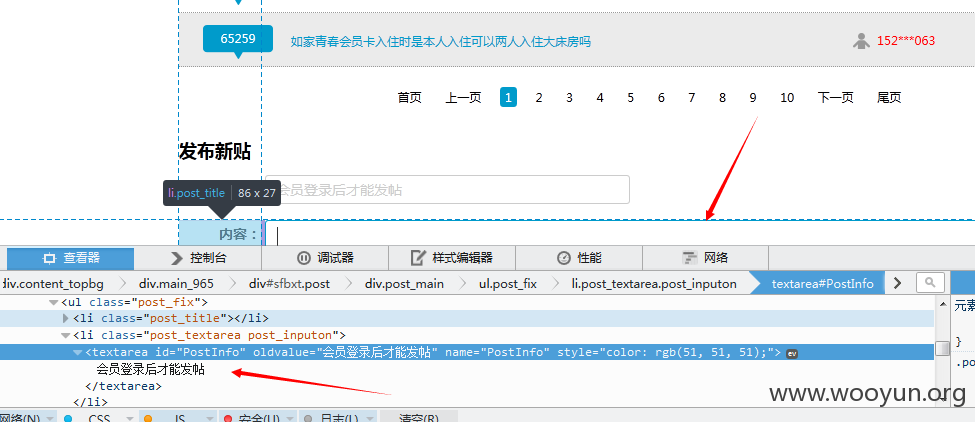 65259 如家青春会员卡入住时是本人入住可以两人入住大床房吗 152***063
首页 上一页 1 2 3 4 5 6 7 8 9 10 下一页 尾页
发布新贴
会员登录后才能发帖
li.post_title 86 x 27
内容：
查看器 控制台 调试器 样式编辑器 性能 网络
div.content_topbg div.main_965 div#sfbxt.post div.post_main ul.post_fix li.post_textarea.post_inputon textarea#PostInfo
<ul class="post_fix"> 元素
<li class="post_title"></li>
<li class="post_textarea post_inputon">
<textarea id="PostInfo" oldvalue="会员登录后才能发帖" name="PostInfo" style="color: rgb(51, 51, 51);"> ev
会员登录后才能发帖 }
</textarea> .po
</li>
www.wooyun.org
网络(N) CSS JS 安全(U) 日志(L) 清空(R)